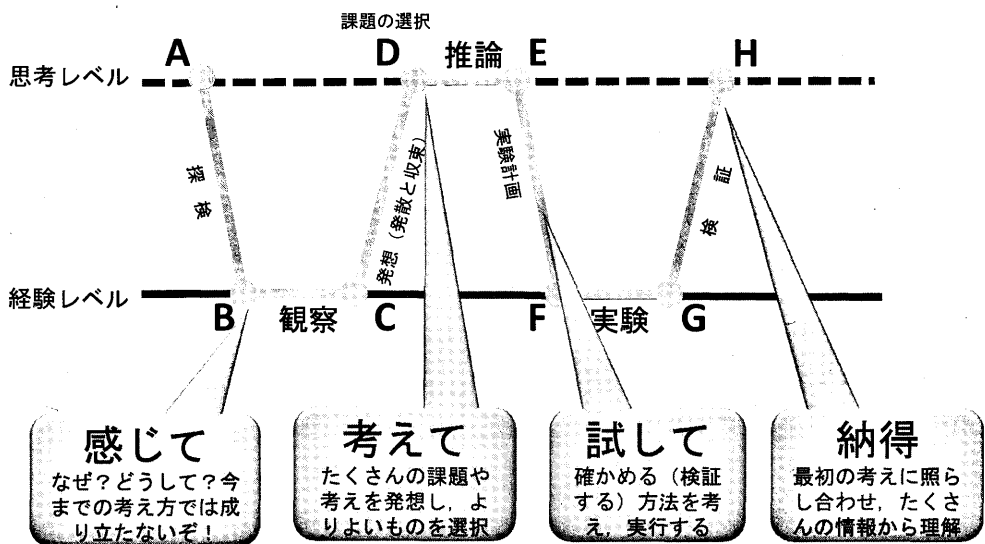 課題の選択
A
D
推論
E
H
思考レベル
探検
発想（発散と収束）
実験計画
検証
経験レベル
B
観察
C
F
実験
G
感じて
なぜ？どうして？今
までの考え方では成
り立たないぞ！
考えて
たくさんの課題や
考えを発想し，よ
りよいものを選択
試して
確かめる（検証
する）方法を考
え，実行する
納得
最初の考えに照ら
し合わせ，たくさ
んの情報から理解